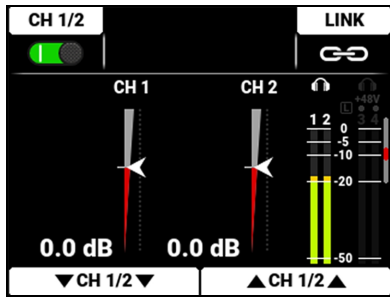 CH 1/2 LINK
CH 1 CH 2
+48V
L
1 2 3 4
0
-5
-10
-20
-50
0.0 dB 0.0 dB
▼CH 1/2▼ ▲CH 1/2▲